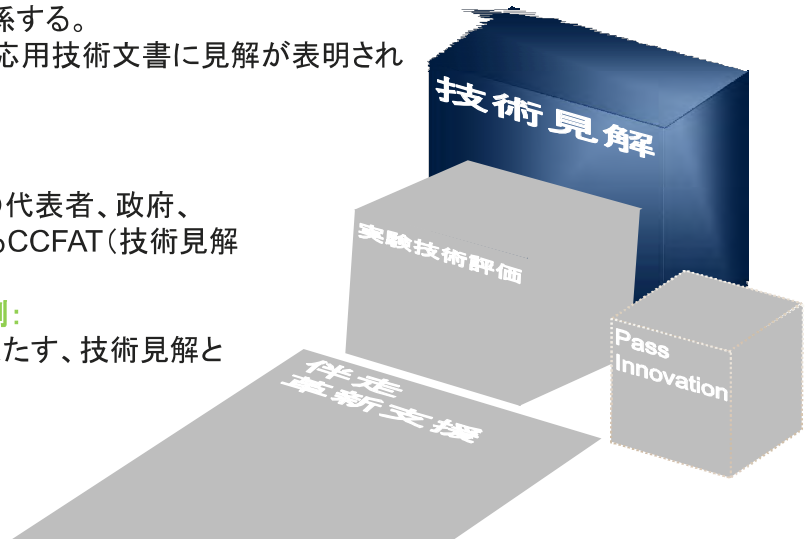 係する。
応用技術文書に見解が表明され
の代表者、政府、
るCCFAT(技術見解
別:
たす、技術見解と
技術見解
実験技術評価
Pass
Innovation
伴走
革新支援